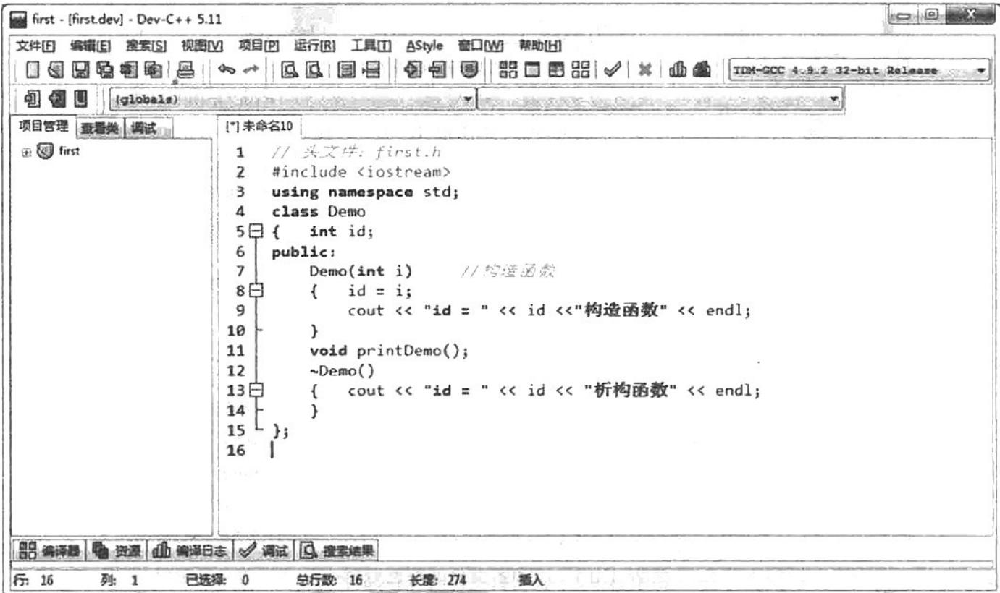 first - [first.dev] - Dev-C++ 5.11
文件[F] 编辑[E] 搜索[S] 视图[V] 项目[P] 运行[R] 工具[T] AStyle 窗口[W] 帮助[H]
TDM-GCC 4.9.2 32-bit Release
(globals)
项目管理 查看类 调试 [*] 未命名10
first
1 // 头文件: first.h
2 #include <iostream>
3 using namespace std;
4 class Demo
5 { int id;
6 public:
7 Demo(int i) //构造函数
8 { id = i;
9 cout << "id = " << id <<"构造函数" << endl;
10 }
11 void printDemo();
12 ~Demo()
13 { cout << "id = " << id << "析构函数" << endl;
14 }
15 };
16
编译器 资源 编译日志 调试 搜索结果
行: 16 列: 1 已选择: 0 总行数: 16 长度: 274 插入